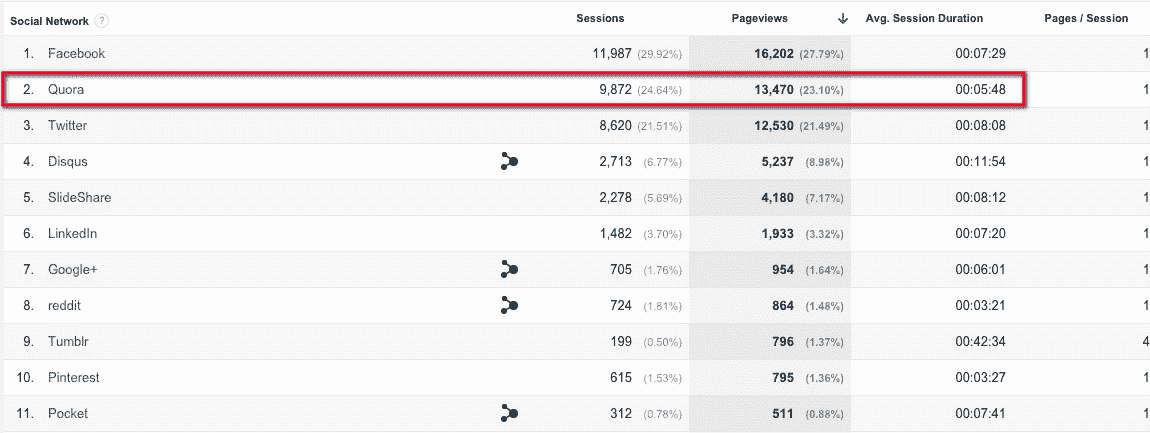 Social Network ? Sessions Pageviews Avg. Session Duration Pages / Session
1. Facebook 11,987 (29.92%) 16,202 (27.79%) 00:07:29 1
2. Quora 9,872 (24.64%) 13,470 (23.10%) 00:05:48 1
3. Twitter 8,620 (21.51%) 12,530 (21.49%) 00:08:08 1
4. Disqus 2,713 (6.77%) 5,237 (8.98%) 00:11:54 1
5. SlideShare 2,278 (5.69%) 4,180 (7.17%) 00:08:12 1
6. LinkedIn 1,482 (3.70%) 1,933 (3.32%) 00:07:20 1
7. Google+ 705 (1.76%) 954 (1.64%) 00:06:01 1
8. reddit 724 (1.81%) 864 (1.48%) 00:03:21 1
9. Tumblr 199 (0.50%) 796 (1.37%) 00:42:34 4
10. Pinterest 615 (1.53%) 795 (1.36%) 00:03:27 1
11. Pocket 312 (0.78%) 511 (0.88%) 00:07:41 1